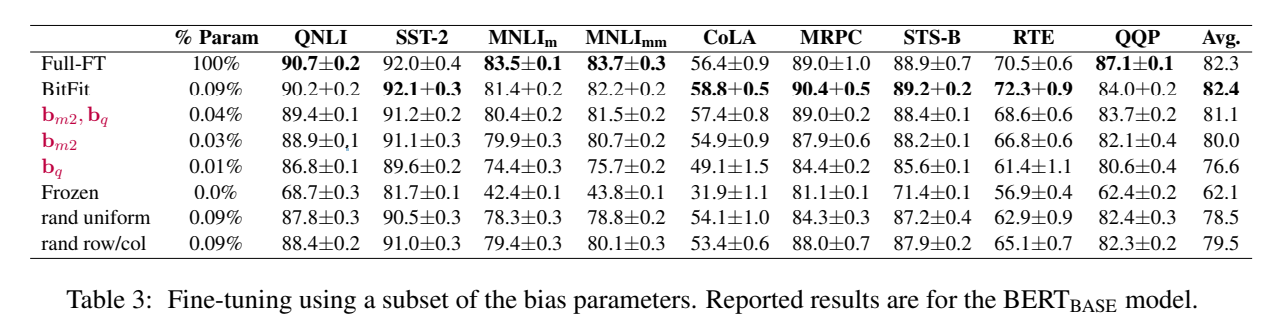 % Param QNLI SST-2 MNLIm MNLImm CoLA MRPC STS-B RTE QQP Avg.
Full-FT 100% 90.7±0.2 92.0±0.4 83.5±0.1 83.7±0.3 56.4±0.9 89.0±1.0 88.9±0.7 70.5±0.6 87.1±0.1 82.3
BitFit 0.09% 90.2±0.2 92.1±0.3 81.4±0.2 82.2±0.2 58.8±0.5 90.4±0.5 89.2±0.2 72.3±0.9 84.0±0.2 82.4
bm2, bq 0.04% 89.4±0.1 91.2±0.2 80.4±0.2 81.5±0.2 57.4±0.8 89.0±0.2 88.4±0.1 68.6±0.6 83.7±0.2 81.1
bm2 0.03% 88.9±0.1 91.1±0.3 79.9±0.3 80.7±0.2 54.9±0.9 87.9±0.6 88.2±0.1 66.8±0.6 82.1±0.4 80.0
bq 0.01% 86.8±0.1 89.6±0.2 74.4±0.3 75.7±0.2 49.1±1.5 84.4±0.2 85.6±0.1 61.4±1.1 80.6±0.4 76.6
Frozen 0.0% 68.7±0.3 81.7±0.1 42.4±0.1 43.8±0.1 31.9±1.1 81.1±0.1 71.4±0.1 56.9±0.4 62.4±0.2 62.1
rand uniform 0.09% 87.8±0.3 90.5±0.3 78.3±0.3 78.8±0.2 54.1±1.0 84.3±0.3 87.2±0.4 62.9±0.9 82.4±0.3 78.5
rand row/col 0.09% 88.4±0.2 91.0±0.3 79.4±0.3 80.1±0.3 53.4±0.6 88.0±0.7 87.9±0.2 65.1±0.7 82.3±0.2 79.5
Table 3: Fine-tuning using a subset of the bias parameters. Reported results are for the BERTBASE model.